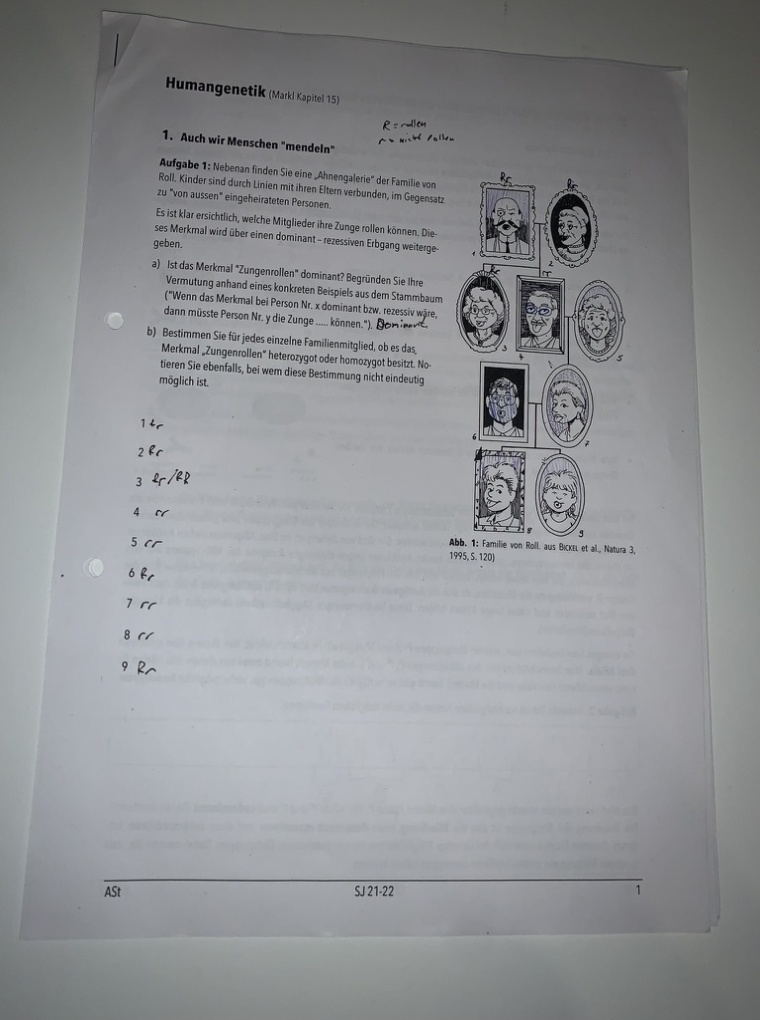 Humangenetik (Markl Kapitel 15)
R = rollen
r = nicht rollen
1. Auch wir Menschen "mendeln"
Aufgabe 1: Nebenan finden Sie eine „Ahnengalerie" der Familie von
Roll. Kinder sind durch Linien mit ihren Eltern verbunden, im Gegensatz
zu "von aussen" eingeheirateten Personen.
Es ist klar ersichtlich, welche Mitglieder ihre Zunge rollen können. Die-
ses Merkmal wird über einen dominant – rezessiven Erbgang weiterge-
geben.
a) Ist das Merkmal "Zungenrollen" dominant? Begründen Sie Ihre
Vermutung anhand eines konkreten Beispiels aus dem Stammbaum
("Wenn das Merkmal bei Person Nr. x dominant bzw. rezessiv wäre,
dann müsste Person Nr. y die Zunge ..... können."). Dominant
b) Bestimmen Sie für jedes einzelne Familienmitglied, ob es das
Merkmal „Zungenrollen" heterozygot oder homozygot besitzt. No-
tieren Sie ebenfalls, bei wem diese Bestimmung nicht eindeutig
möglich ist.
Rr Rr
1 2
Rr rr
3 4 5
6 7
8 9
Abb. 1: Familie von Roll. aus BICKEL et al., Natura 3,
1995, S. 120)
1 Rr
2 Rr
3 Rr/RR
4 rr
5 rr
6 Rr
7 rr
8 rr
9 Rr
ASt SJ 21-22 1